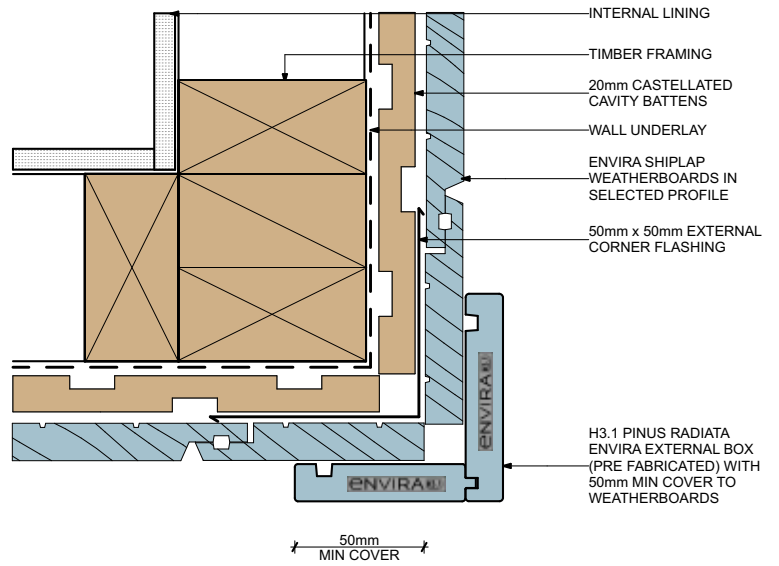 INTERNAL LINING
TIMBER FRAMING
20mm CASTELLATED
CAVITY BATTENS
WALL UNDERLAY
ENVIRA SHIPLAP
WEATHERBOARDS IN
SELECTED PROFILE
50mm x 50mm EXTERNAL
CORNER FLASHING
ENVIRA
H3.1 PINUS RADIATA
ENVIRA EXTERNAL BOX
(PRE FABRICATED) WITH
50mm MIN COVER TO
WEATHERBOARDS
ENVIRA
50mm
MIN COVER